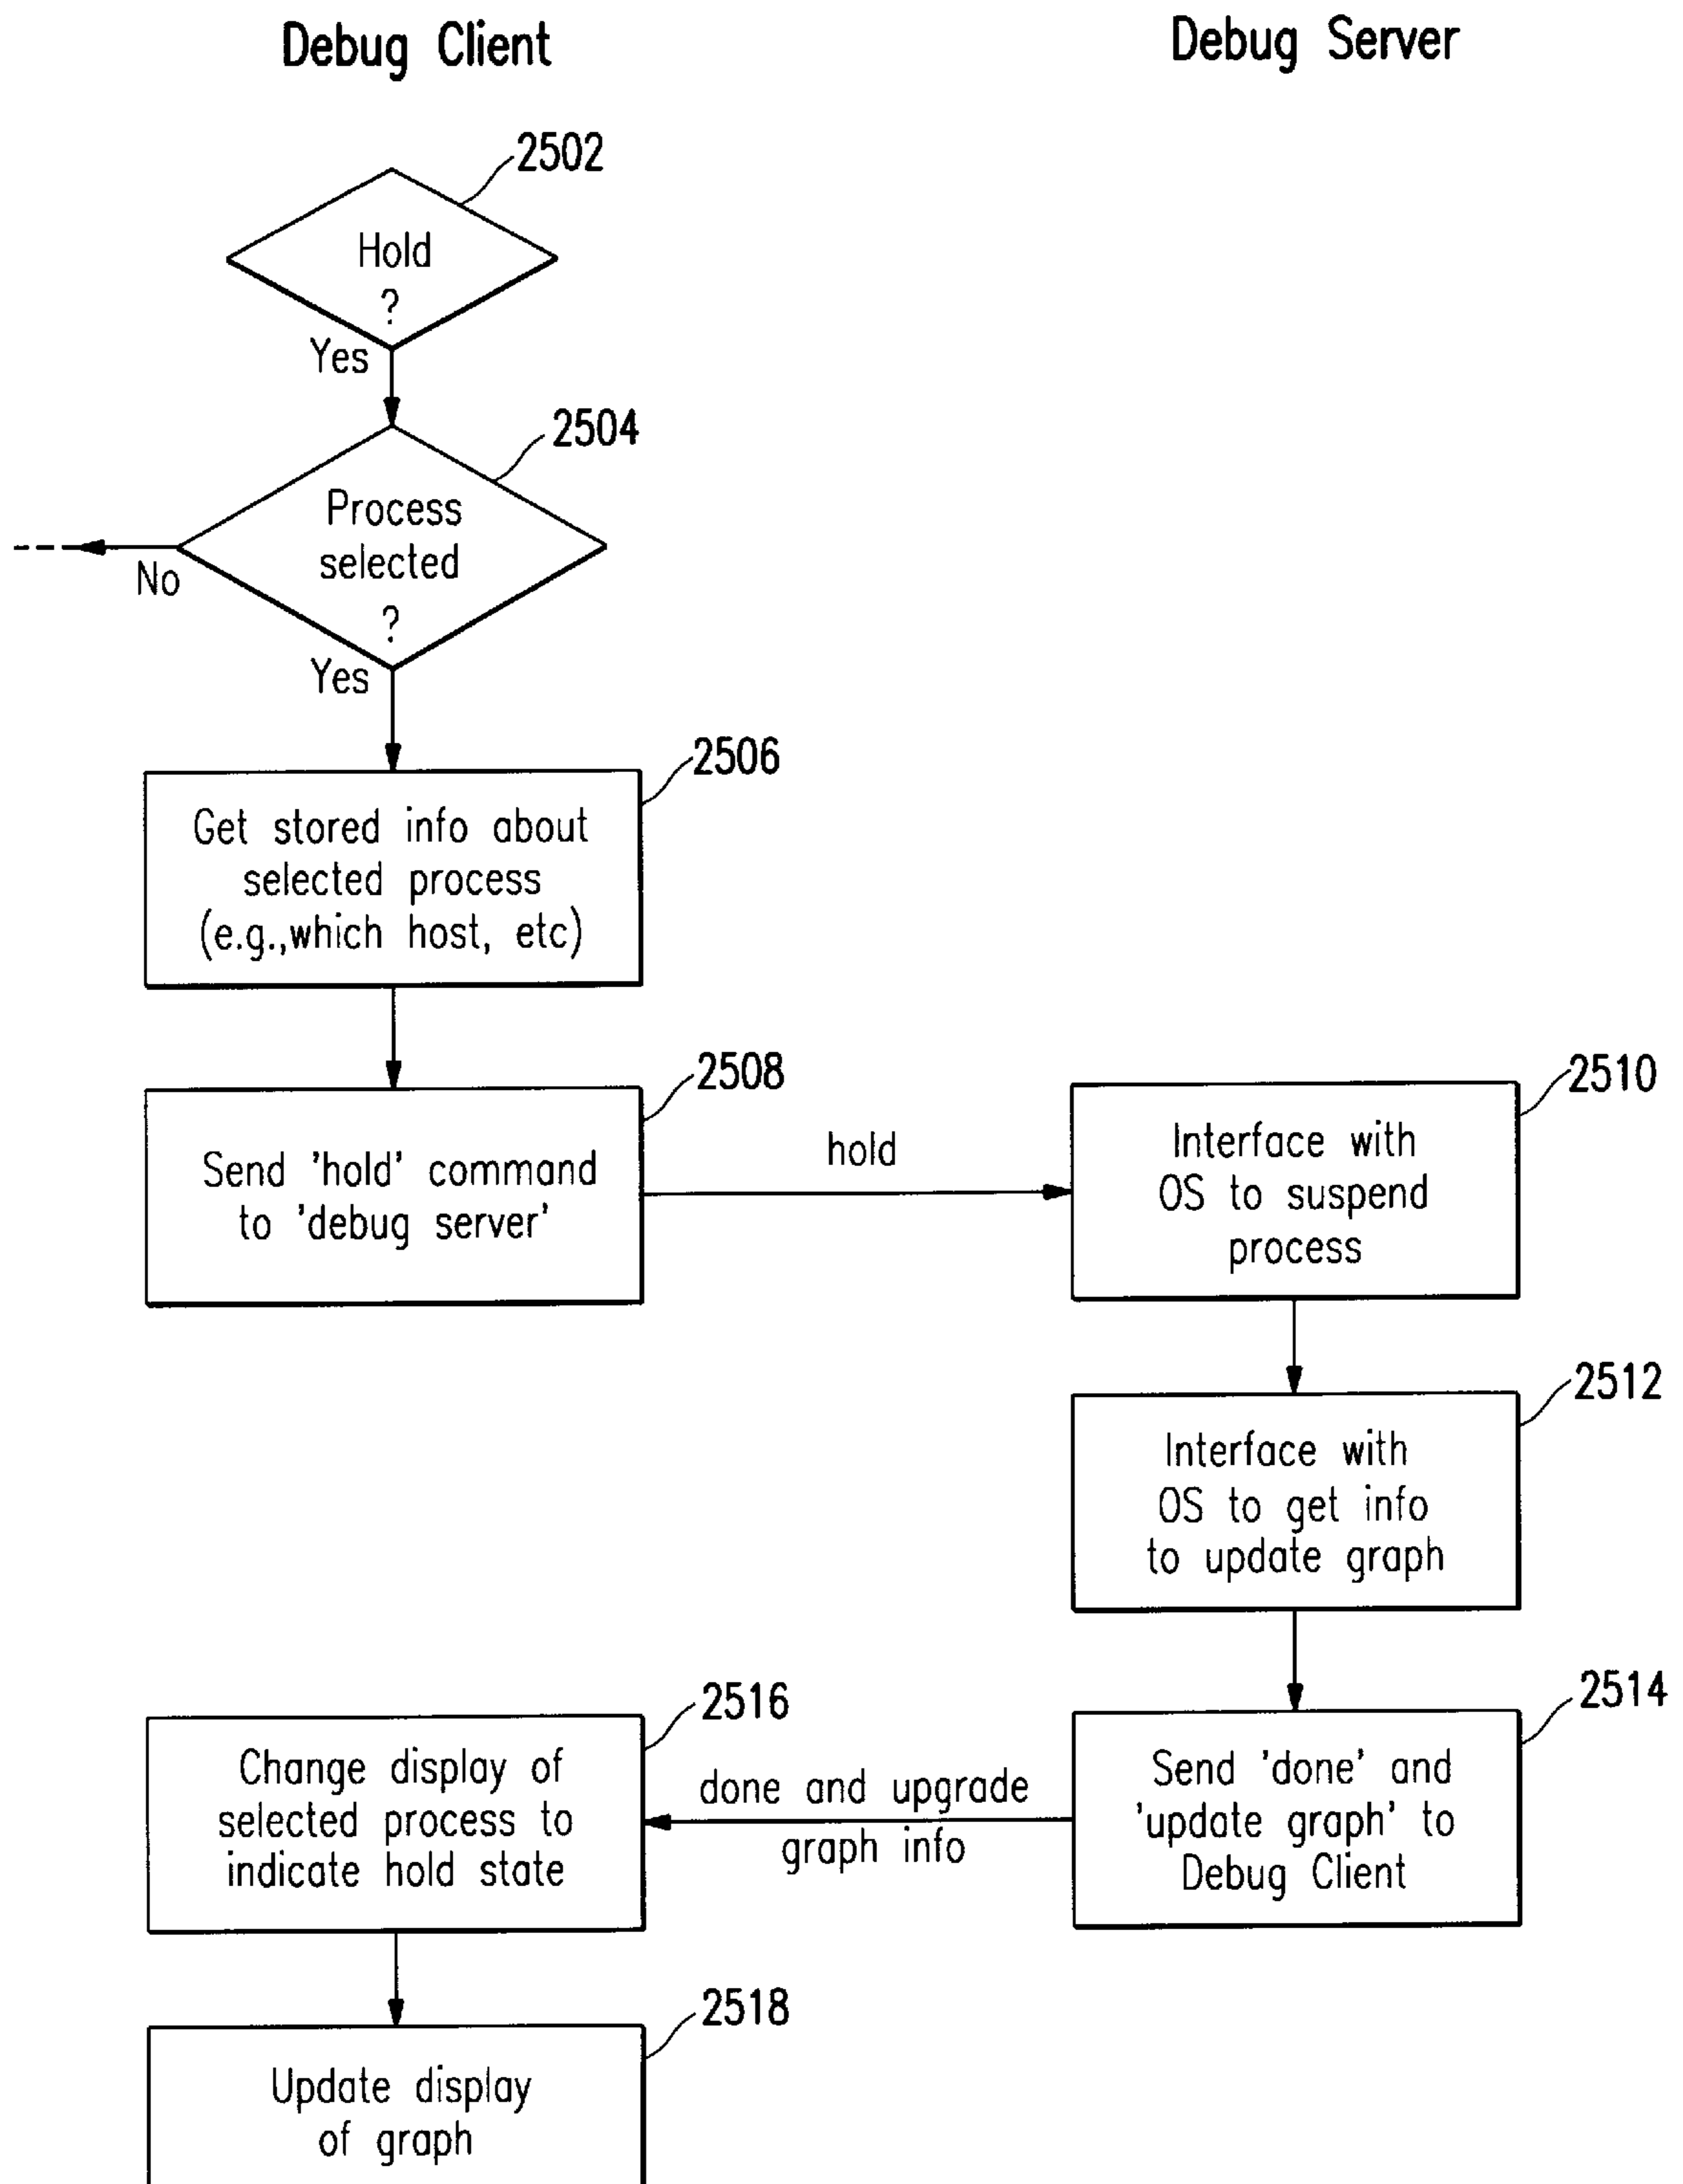 Debug Client
Debug Server
2502
Hold
?
Yes
2504
Process
selected
?
No
Yes
2506
Get stored info about
selected process
(e.g.,which host, etc)
2508
Send 'hold' command
to 'debug server'
hold
2510
Interface with
OS to suspend
process
2512
Interface with
OS to get info
to update graph
2514
Send 'done' and
'update graph' to
Debug Client
done and upgrade
graph info
2516
Change display of
selected process to
indicate hold state
2518
Update display
of graph